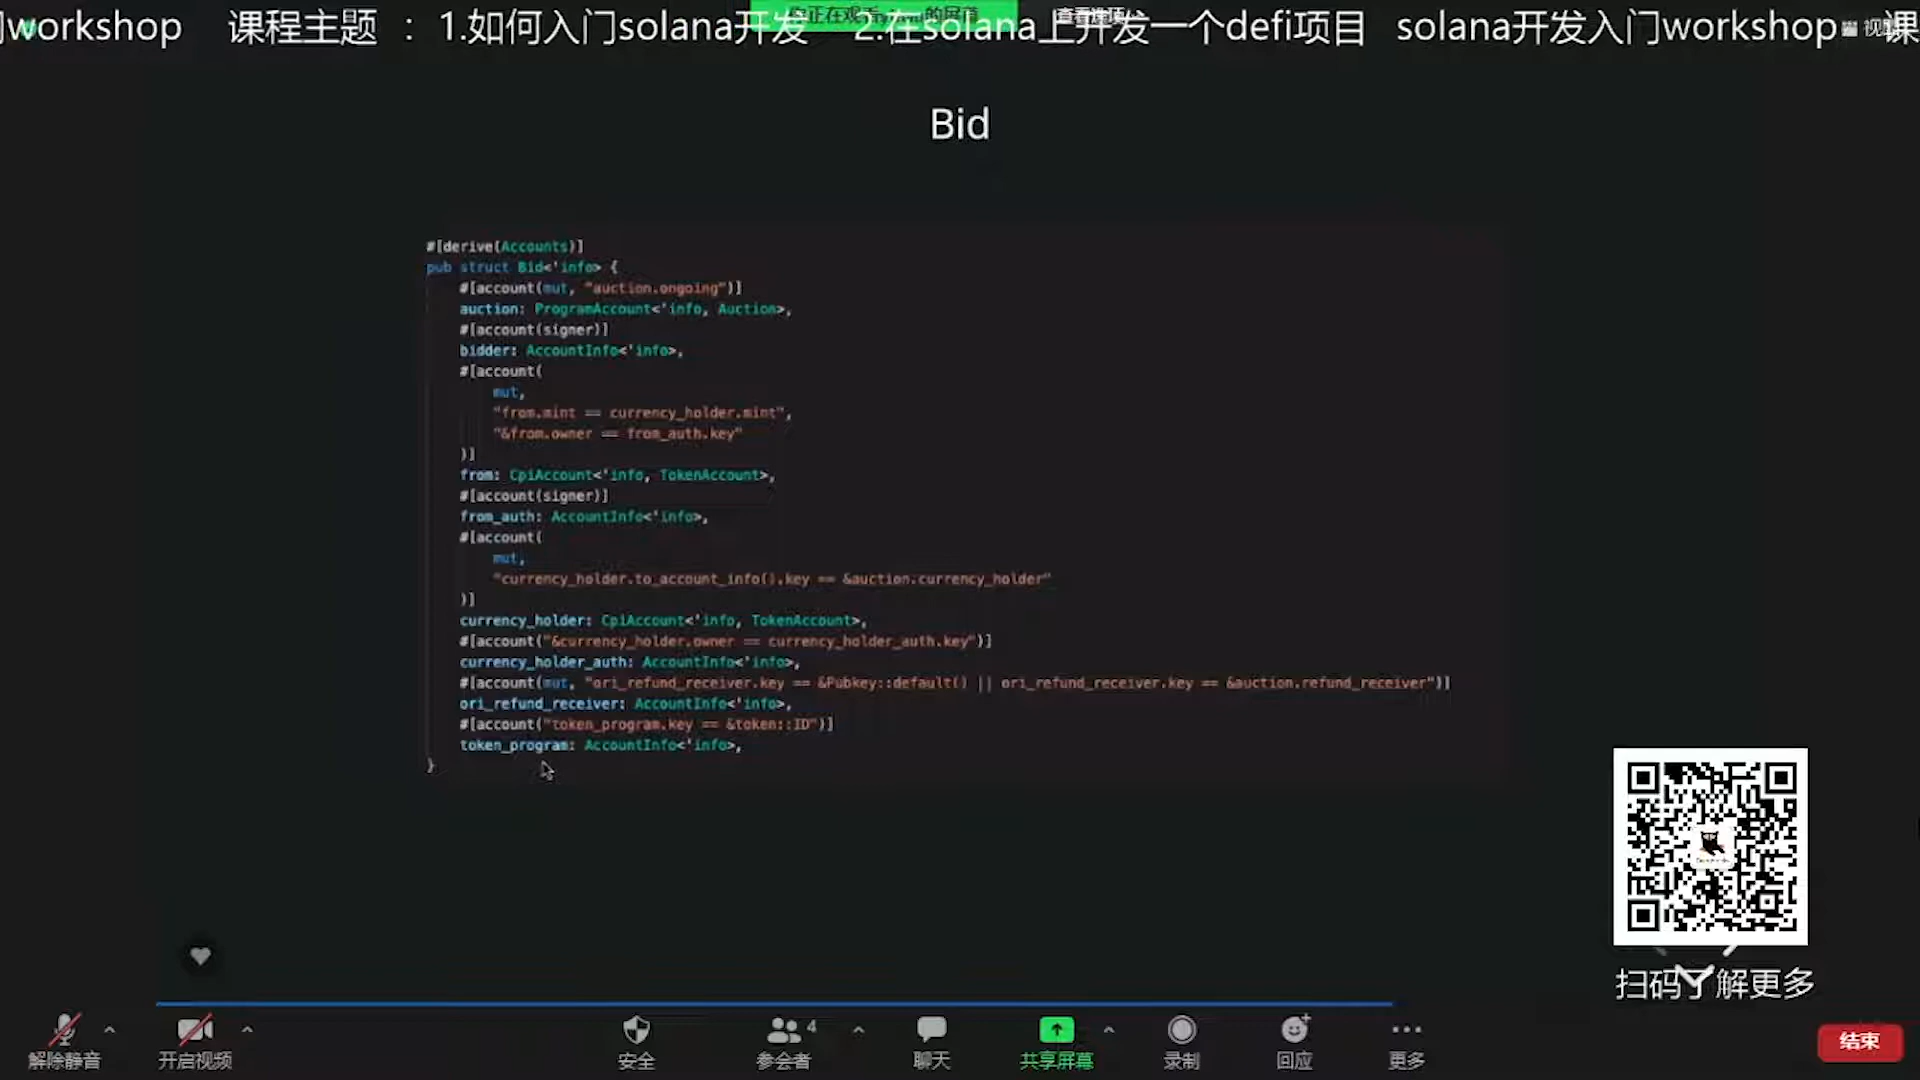 workshop 课程主题 : 1.如何入门solana开发 2.在solana上开发一个defi项目 solana开发入门workshop 课
查看选项
Bid
#[derive(Accounts)]
pub struct Bid<'info> {
#[account(mut, "auction.ongoing")]
auction: ProgramAccount<'info, Auction>,
#[account(signer)]
bidder: AccountInfo<'info>,
#[account(
mut,
"from.mint == currency_holder.mint",
"&from.owner == from_auth.key"
)]
from: CpiAccount<'info, TokenAccount>,
#[account(signer)]
from_auth: AccountInfo<'info>,
#[account(
mut,
"currency_holder.to_account_info().key == &auction.currency_holder"
)]
currency_holder: CpiAccount<'info, TokenAccount>,
#[account("&currency_holder.owner == currency_holder_auth.key")]
currency_holder_auth: AccountInfo<'info>,
#[account(mut, "ori_refund_receiver.key == &Pubkey::default() || ori_refund_receiver.key == &auction.refund_receiver")]
ori_refund_receiver: AccountInfo<'info>,
#[account("token_program.key == &token::ID")]
token_program: AccountInfo<'info>,
}
扫码了解更多
解除静音 开启视频 安全 参会者 4 聊天 共享屏幕 录制 回应 更多 结束